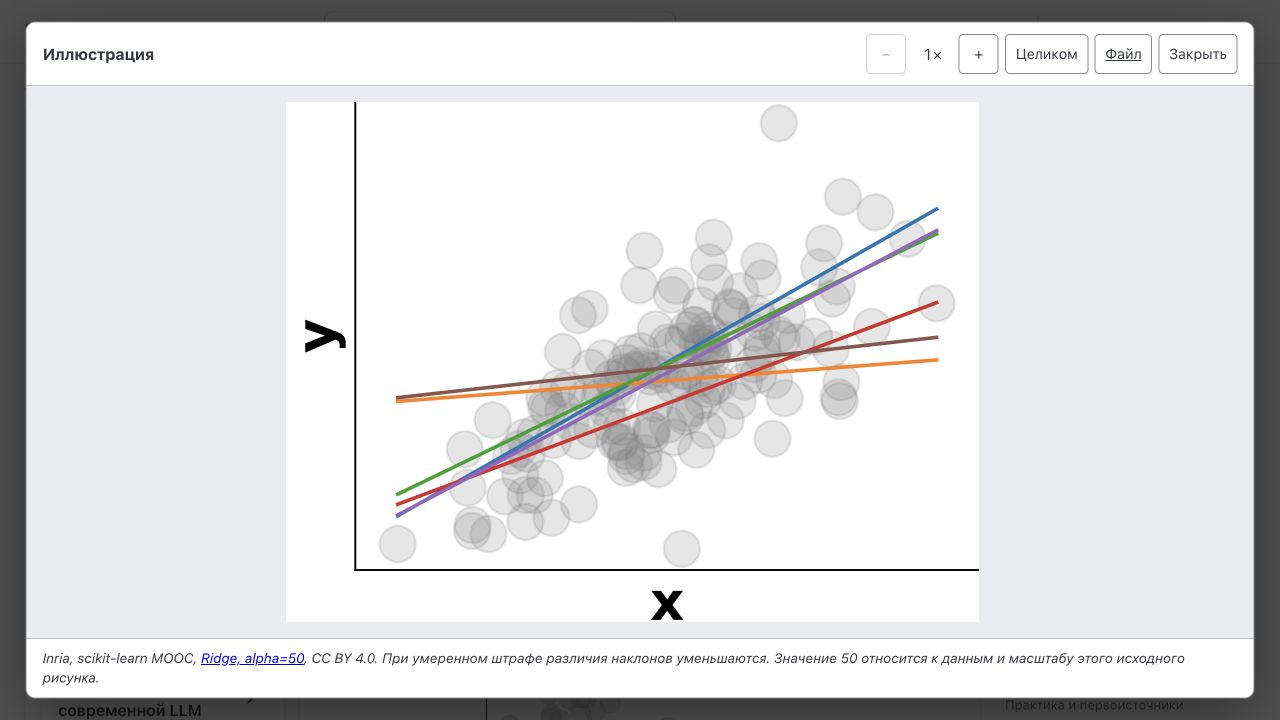 Иллюстрация
−
1×
+
Целиком
Файл
Закрыть
y
x
Inria, scikit-learn MOOC, Ridge, alpha=50, CC BY 4.0. При умеренном штрафе различия наклонов уменьшаются. Значение 50 относится к данным и масштабу этого исходного
рисунка.
современной LLM
Практика и первоисточники